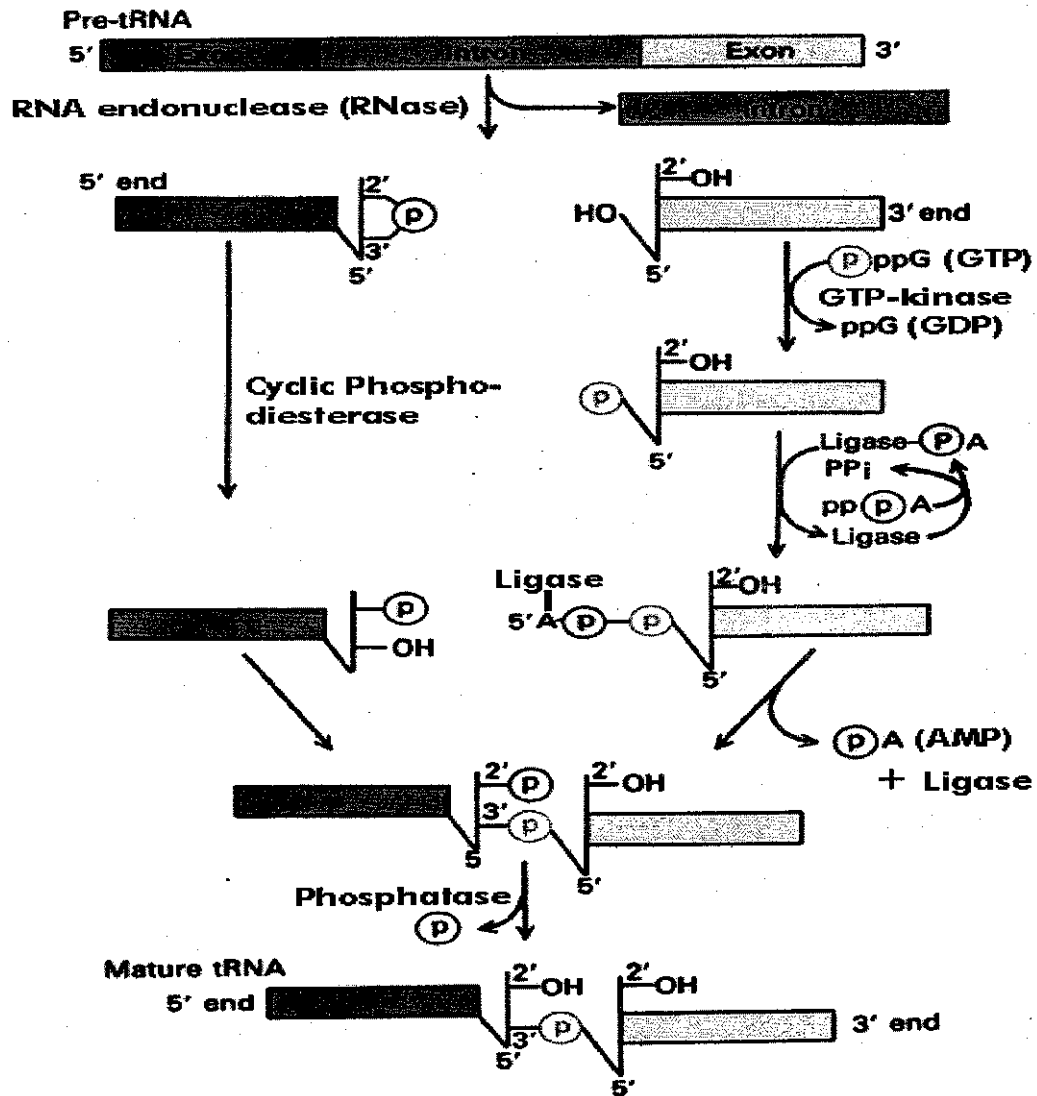 Pre-tRNA
5′ Exon Intron Exon 3′
RNA endonuclease (RNase)
Intron
5′ end
2′
P
3′
5′
2′
OH
HO
3′ end
5′
P ppG (GTP)
GTP-kinase
ppG (GDP)
Cyclic Phospho-
diesterase
2′
OH
P
5′
Ligase P A
PPi
pp P A
Ligase
P
OH
Ligase
5′ A P P
2′
OH
5′
P A (AMP)
+ Ligase
2′ P
3′ P
5
2′
OH
5′
Phosphatase
P
Mature tRNA
5′ end
2′
OH
3′ P
5′
2′
OH
3′ end
5′